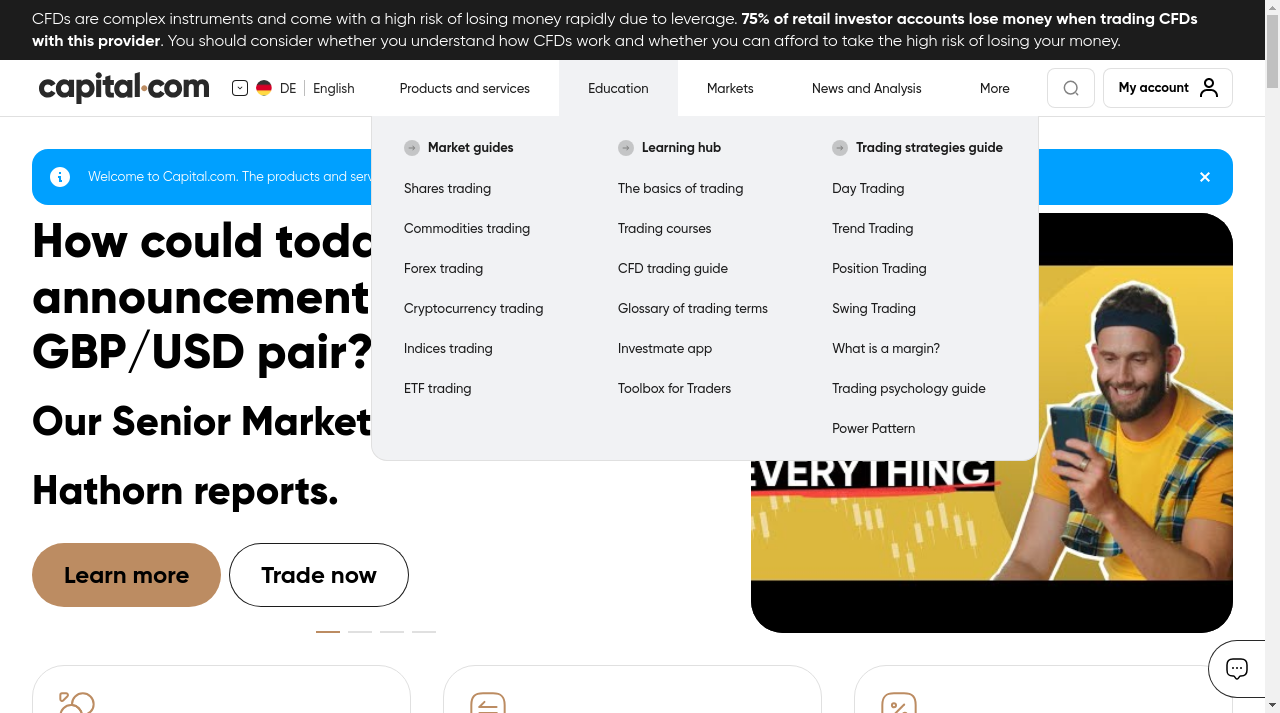 CFDs are complex instruments and come with a high risk of losing money rapidly due to leverage. 75% of retail investor accounts lose money when trading CFDs
with this provider. You should consider whether you understand how CFDs work and whether you can afford to take the high risk of losing your money.
capital.com
DE English
Products and services
Education
Markets
News and Analysis
More
My account
Market guides
Shares trading
Commodities trading
Forex trading
Cryptocurrency trading
Indices trading
ETF trading
Learning hub
The basics of trading
Trading courses
CFD trading guide
Glossary of trading terms
Investmate app
Toolbox for Traders
Trading strategies guide
Day Trading
Trend Trading
Position Trading
Swing Trading
What is a margin?
Trading psychology guide
Power Pattern
Welcome to Capital.com. The products and
How could
announcement
GBP/USD pair?
Our Senior Market
Hathorn reports.
EVERYTHING
Learn more
Trade now